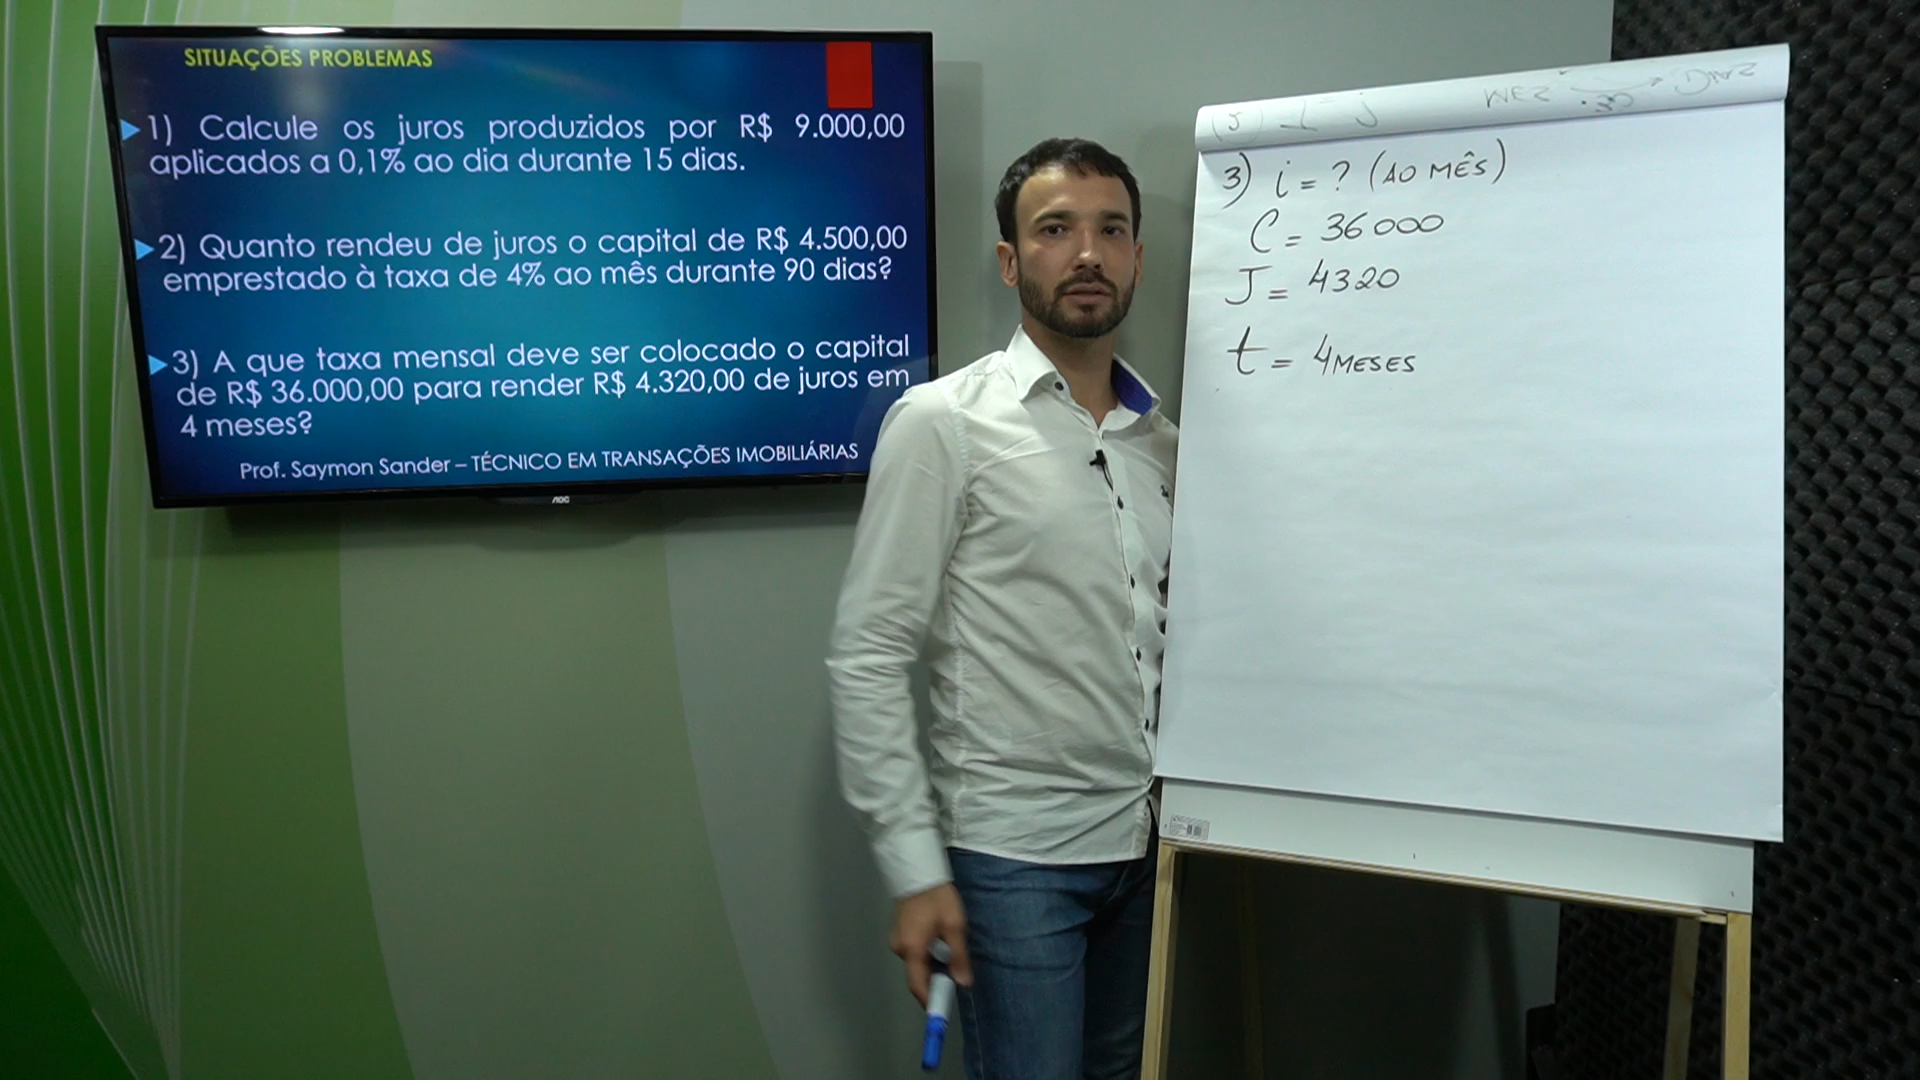 SITUAÇÕES PROBLEMAS
1) Calcule os juros produzidos por R$ 9.000,00
aplicados a 0,1% ao dia durante 15 dias.
2) Quanto rendeu de juros o capital de R$ 4.500,00
emprestado à taxa de 4% ao mês durante 90 dias?
3) A que taxa mensal deve ser colocado o capital
de R$ 36.000,00 para render R$ 4.320,00 de juros em
4 meses?
Prof. Saymon Sander – TÉCNICO EM TRANSAÇÕES IMOBILIÁRIAS
AOC
3) i = ? (AO MÊS)
C = 36 000
J = 4320
t = 4 MESES